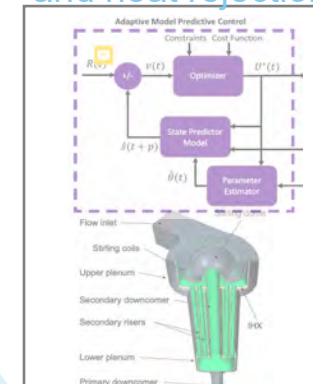 and heat rejection
Adaptive Model Predictive Control
Constraints Cost Function
+/-
v(t)
Optimizer
U*(t)
State Predictor
Model
ŝ(t + p)
Parameter
Estimator
θ̂(t)
Flow inlet
Stirling coils
Upper plenum
Secondary downcomer
Secondary risers
IHX
Lower plenum
Primary downcomer